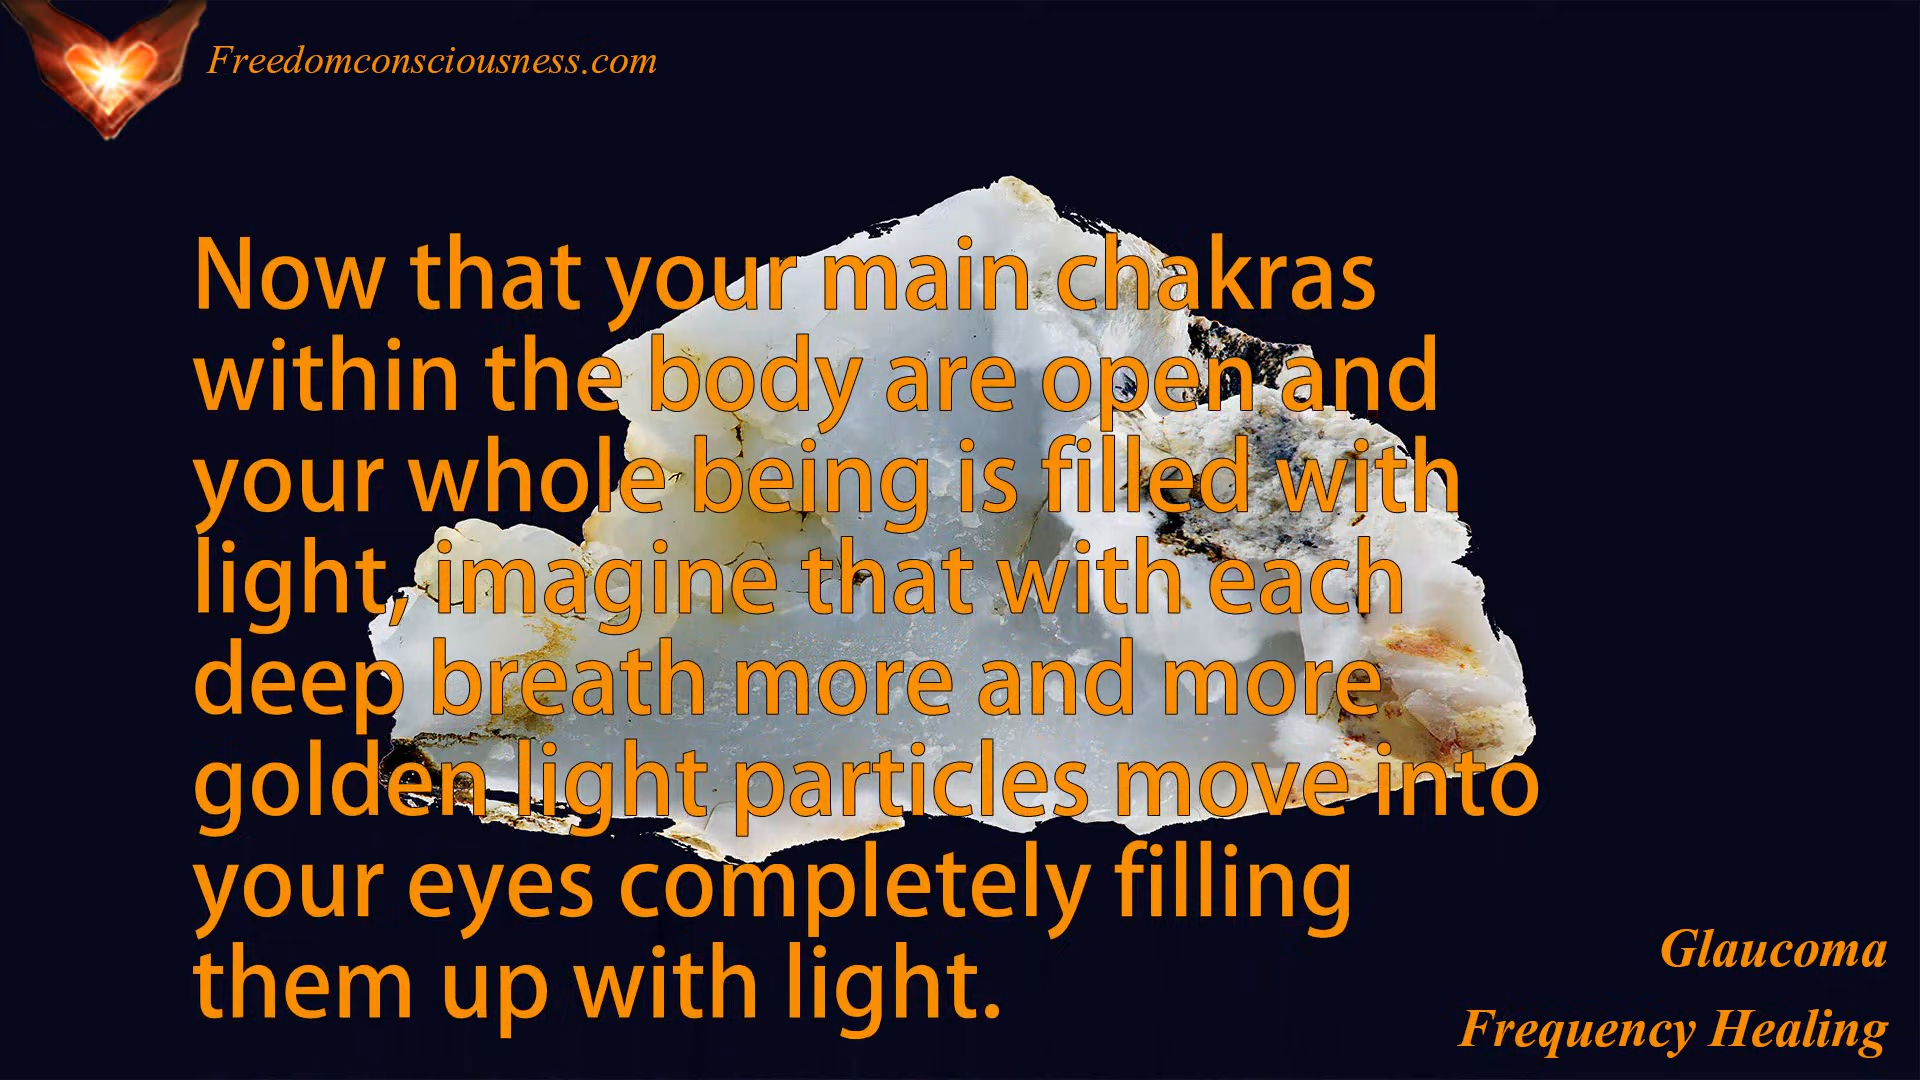 Freedomconsciousness.com
Now that your main chakras
within the body are open and
your whole being is filled with
light, imagine that with each
deep breath more and more
golden light particles move into
your eyes completely filling
them up with light.
Glaucoma
Frequency Healing